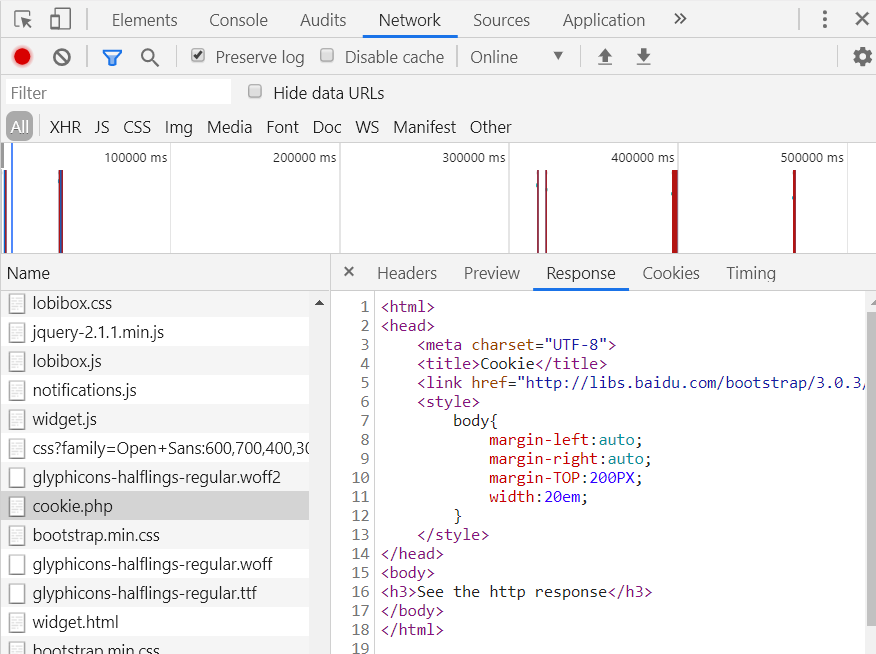 Elements Console Audits Network Sources Application »
Preserve log Disable cache Online
Filter Hide data URLs
All XHR JS CSS Img Media Font Doc WS Manifest Other
100000 ms 200000 ms 300000 ms 400000 ms 500000 ms
Name
lobibox.css
jquery-2.1.1.min.js
lobibox.js
notifications.js
widget.js
css?family=Open+Sans:600,700,400,30
glyphicons-halflings-regular.woff2
cookie.php
bootstrap.min.css
glyphicons-halflings-regular.woff
glyphicons-halflings-regular.ttf
widget.html
bootstrap.min.css
× Headers Preview Response Cookies Timing
1 <html>
2 <head>
3 <meta charset="UTF-8">
4 <title>Cookie</title>
5 <link href="http://libs.baidu.com/bootstrap/3.0.3/
6 <style>
7 body{
8 margin-left:auto;
9 margin-right:auto;
10 margin-TOP:200PX;
11 width:20em;
12 }
13 </style>
14 </head>
15 <body>
16 <h3>See the http response</h3>
17 </body>
18 </html>
19